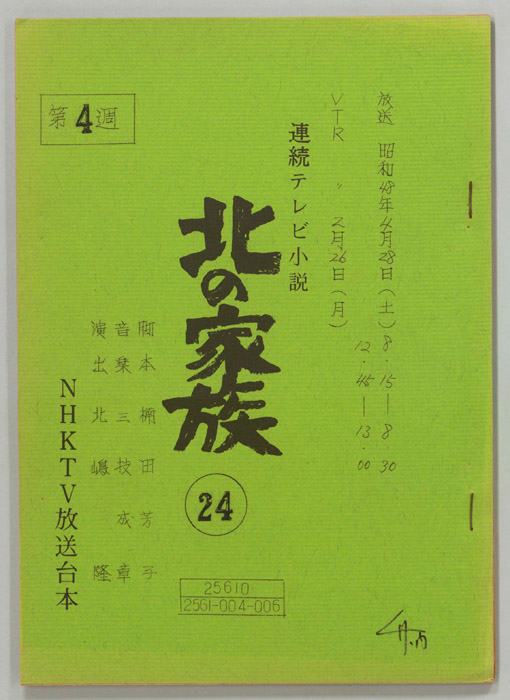 放送 昭和48年4月28日(土) 8.15—8.30
12.45—13.00
VTR 〃 2月26日(月)
連続テレビ小説
第4週
北の家族
24
脚本 楠田芳子
音楽 三枝成章
演出 北嶋隆
NHKTV放送台本
25610
2561-004-006